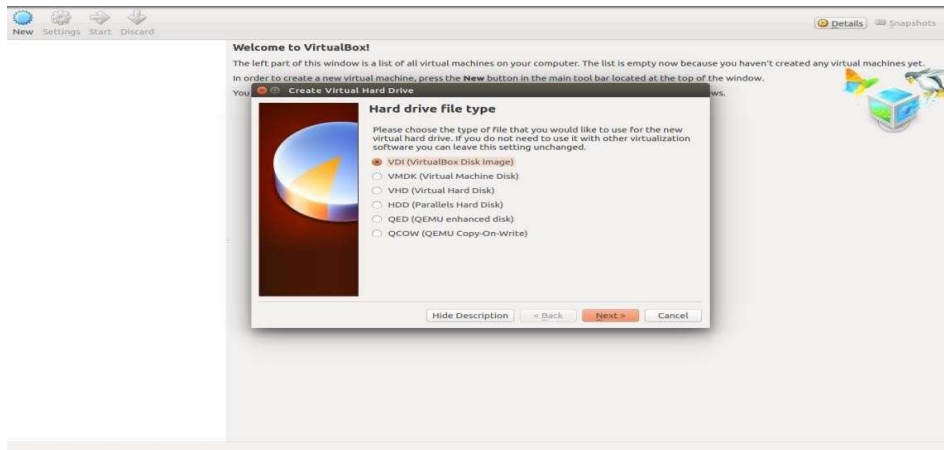 New Settings Start Discard
Details Snapshots
Welcome to VirtualBox!
The left part of this window is a list of all virtual machines on your computer. The list is empty now because you haven't created any virtual machines yet.
In order to create a new virtual machine, press the New button in the main tool bar located at the top of the window.
You
ws.
Create Virtual Hard Drive
Hard drive file type
Please choose the type of file that you would like to use for the new
virtual hard drive. If you do not need to use it with other virtualization
software you can leave this setting unchanged.
VDI (VirtualBox Disk Image)
VMDK (Virtual Machine Disk)
VHD (Virtual Hard Disk)
HDD (Parallels Hard Disk)
QED (QEMU enhanced disk)
QCOW (QEMU Copy-On-Write)
Hide Description < Back Next > Cancel